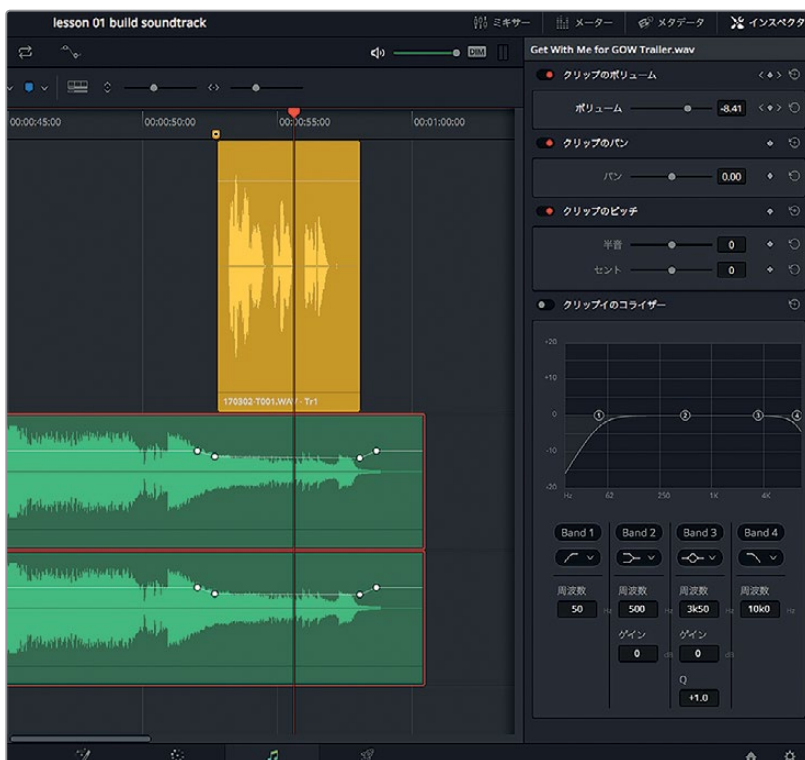 lesson 01 build soundtrack
ミキサー
メーター
メタデータ
インスペクタ
DIM
Get With Me for GOW Trailer.wav
クリップのボリューム
ボリューム -8.41
クリップのパン
パン 0.00
クリップのピッチ
半音 0
セント 0
クリップイのコライザー
00:00:45:00 00:00:50:00 00:00:55:00 00:01:00:00
170302-T001.WAV - Tr1
+20
+10
0
-10
-20
Hz 62 250 1K 4K
1 2 3 4
Band 1 Band 2 Band 3 Band 4
周波数 周波数 周波数 周波数
50 Hz 500 Hz 3k50 Hz 10k0 Hz
ゲイン ゲイン
0 dB 0 dB
Q
+1.0